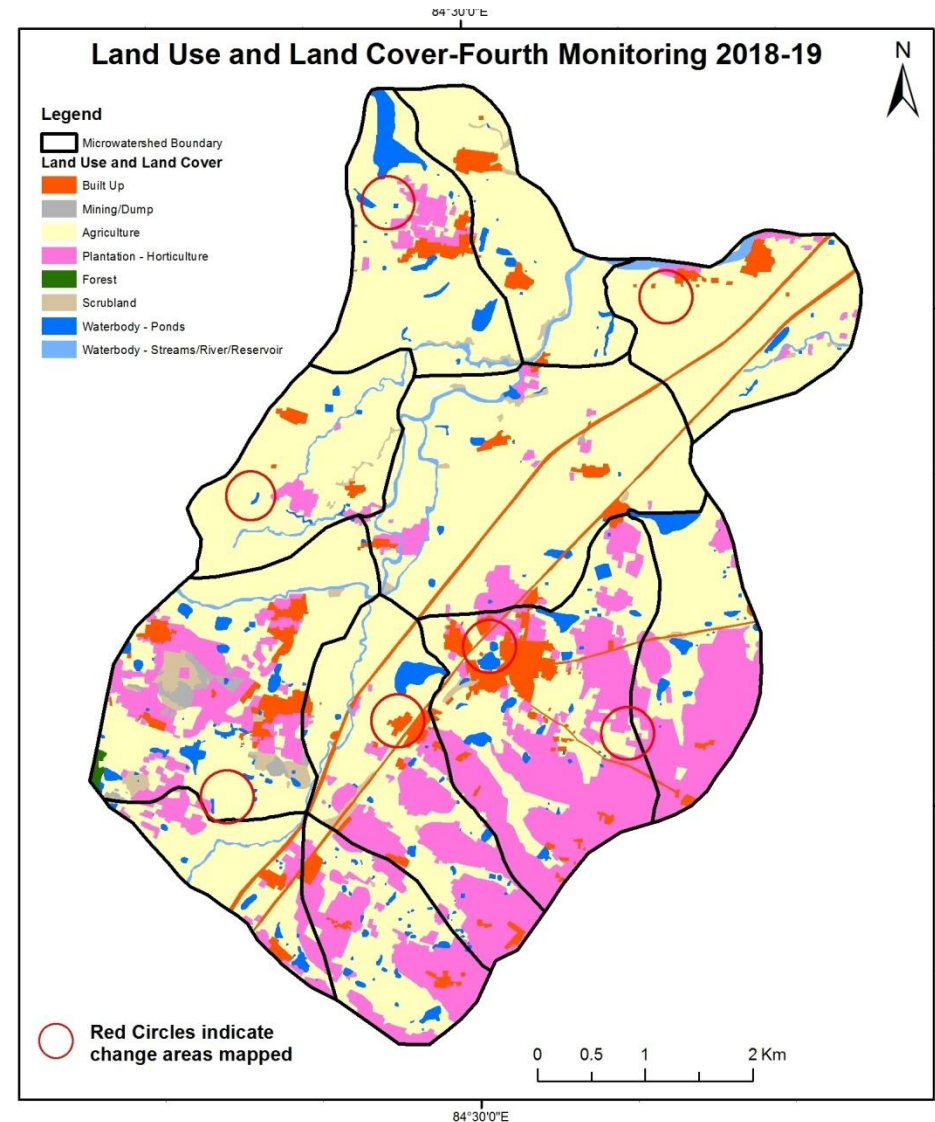 84°30'0"E
Land Use and Land Cover-Fourth Monitoring 2018-19
N
Legend
Microwatershed Boundary
Land Use and Land Cover
Built Up
Mining/Dump
Agriculture
Plantation - Horticulture
Forest
Scrubland
Waterbody - Ponds
Waterbody - Streams/River/Reservoir
Red Circles indicate
change areas mapped
0 0.5 1 2 Km
84°30'0"E